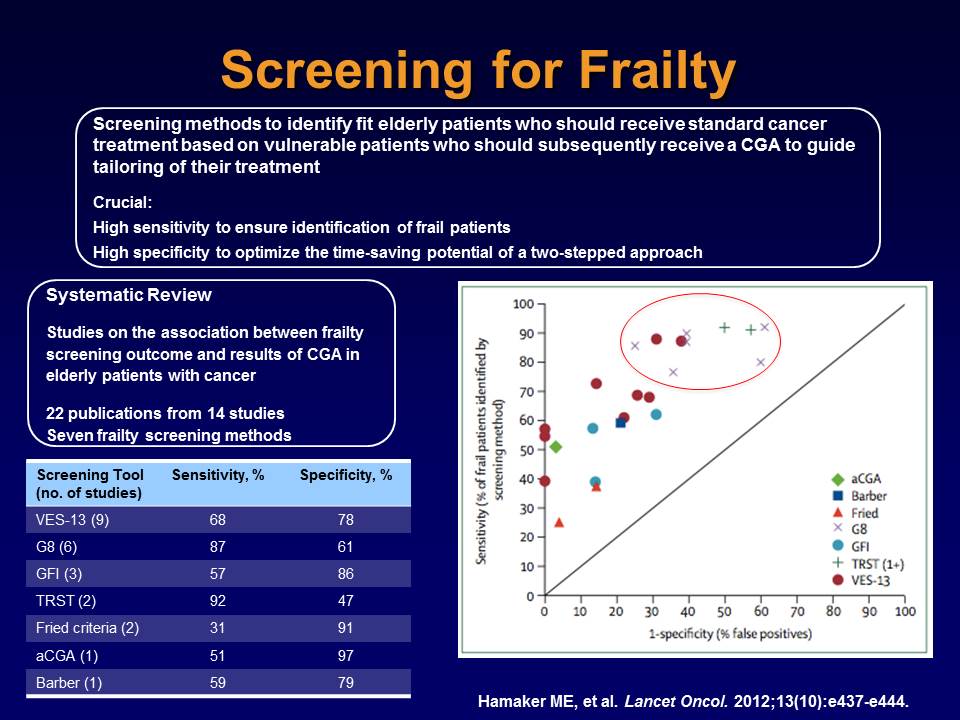 Screening for Frailty
Screening methods to identify fit elderly patients who should receive standard cancer
treatment based on vulnerable patients who should subsequently receive a CGA to guide
tailoring of their treatment
Crucial:
High sensitivity to ensure identification of frail patients
High specificity to optimize the time-saving potential of a two-stepped approach
Systematic Review
Studies on the association between frailty
screening outcome and results of CGA in
elderly patients with cancer
22 publications from 14 studies
Seven frailty screening methods
Screening Tool Sensitivity, % Specificity, %
(no. of studies)
VES-13 (9) 68 78
G8 (6) 87 61
GFI (3) 57 86
TRST (2) 92 47
Fried criteria (2) 31 91
aCGA (1) 51 97
Barber (1) 59 79
Sensitivity (% of frail patients identified by
screening method)
100
90
80
70
60
50
40
30
20
10
0
aCGA
Barber
Fried
G8
GFI
TRST (1+)
VES-13
0 10 20 30 40 50 60 70 80 90 100
1-specificity (% false positives)
Hamaker ME, et al. Lancet Oncol. 2012;13(10):e437-e444.